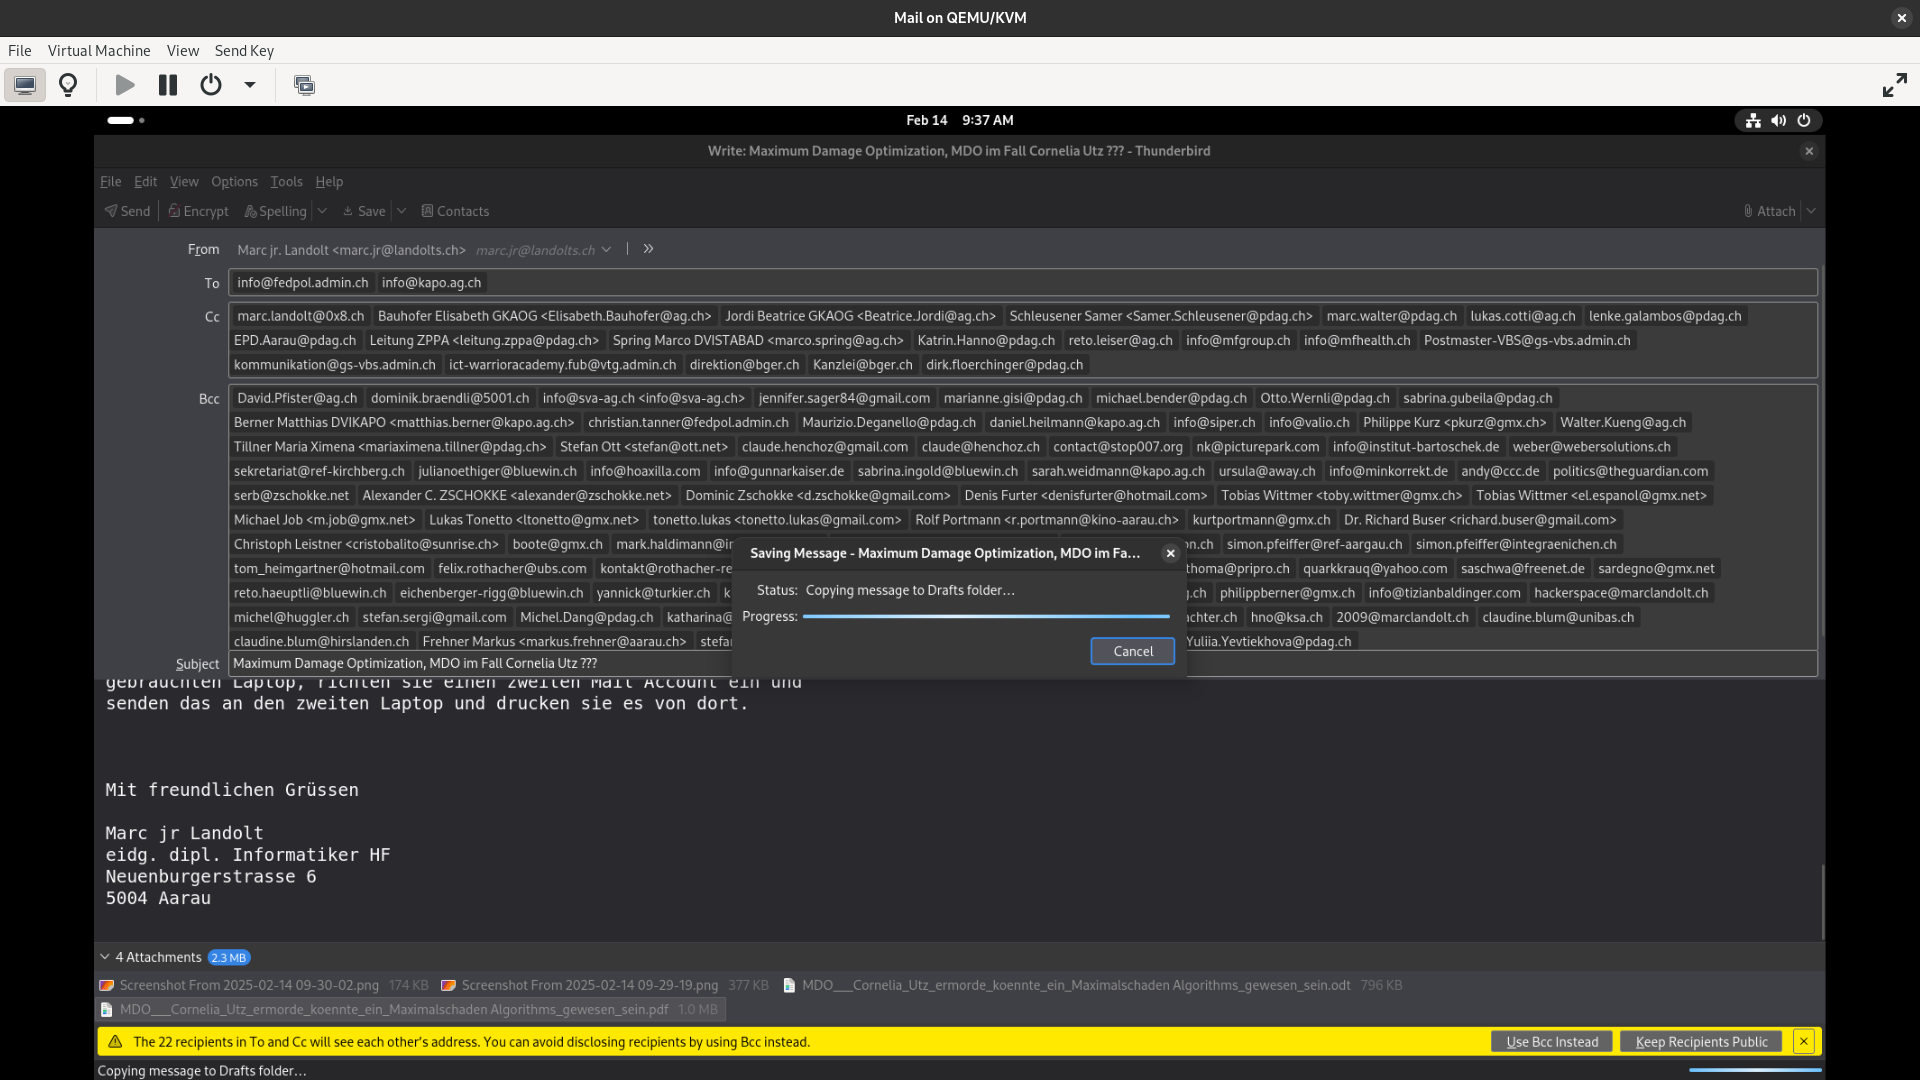 Mail on QEMU/KVM
File Virtual Machine View Send Key
Feb 14 9:37 AM
Write: Maximum Damage Optimization, MDO im Fall Cornelia Utz ??? - Thunderbird
File Edit View Options Tools Help
Send Encrypt Spelling Save Contacts Attach
From Marc jr. Landolt <marc.jr@landolts.ch> marc.jr@landolts.ch
To info@fedpol.admin.ch info@kapo.ag.ch
Cc marc.landolt@0x8.ch Bauhofer Elisabeth GKAOG <Elisabeth.Bauhofer@ag.ch> Jordi Beatrice GKAOG <Beatrice.Jordi@ag.ch> Schleusener Samer <Samer.Schleusener@pdag.ch> marc.walter@pdag.ch lukas.cotti@ag.ch lenke.galambos@pdag.ch
EPD.Aarau@pdag.ch Leitung ZPPA <leitung.zppa@pdag.ch> Spring Marco DVISTABAD <marco.spring@ag.ch> Katrin.Hanno@pdag.ch reto.leiser@ag.ch info@mfgroup.ch info@mfhealth.ch Postmaster-VBS@gs-vbs.admin.ch
kommunikation@gs-vbs.admin.ch ict-warrioracademy.fub@vtg.admin.ch direktion@bger.ch Kanzlei@bger.ch dirk.floerchinger@pdag.ch
Bcc David.Pfister@ag.ch dominik.braendli@5001.ch info@sva-ag.ch <info@sva-ag.ch> jennifer.sager84@gmail.com marianne.gisi@pdag.ch michael.bender@pdag.ch Otto.Wernli@pdag.ch sabrina.gubeila@pdag.ch
Berner Matthias DVIKAPO <matthias.berner@kapo.ag.ch> christian.tanner@fedpol.admin.ch Maurizio.Deganello@pdag.ch daniel.heilmann@kapo.ag.ch info@siper.ch info@valio.ch Philippe Kurz <pkurz@gmx.ch> Walter.Kueng@ag.ch
Tillner Maria Ximena <mariaximena.tillner@pdag.ch> Stefan Ott <stefan@ott.net> claude.henchoz@gmail.com claude@henchoz.ch contact@stop007.org nk@picturepark.com info@institut-bartoschek.de weber@webersolutions.ch
sekretariat@ref-kirchberg.ch julianoethiger@bluewin.ch info@hoaxilla.com info@gunnarkaiser.de sabrina.ingold@bluewin.ch sarah.weidmann@kapo.ag.ch ursula@away.ch info@minkorrekt.de andy@ccc.de politics@theguardian.com
serb@zschokke.net Alexander C. ZSCHOKKE <alexander@zschokke.net> Dominic Zschokke <d.zschokke@gmail.com> Denis Furter <denisfurter@hotmail.com> Tobias Wittmer <toby.wittmer@gmx.ch> Tobias Wittmer <el.espanol@gmx.net>
Michael Job <m.job@gmx.net> Lukas Tonetto <ltonetto@gmx.net> tonetto.lukas <tonetto.lukas@gmail.com> Rolf Portmann <r.portmann@kino-aarau.ch> kurtportmann@gmx.ch Dr. Richard Buser <richard.buser@gmail.com>
Christoph Leistner <cristobalito@sunrise.ch> boote@gmx.ch mark.haldimann@in on.ch simon.pfeiffer@ref-aargau.ch simon.pfeiffer@integraenichen.ch
tom_heimgartner@hotmail.com felix.rothacher@ubs.com kontakt@rothacher-re thoma@pripro.ch quarkkrauq@yahoo.com saschwa@freenet.de sardegno@gmx.net
reto.haeuptli@bluewin.ch eichenberger-rigg@bluewin.ch yannick@turkier.ch k g.ch philippberner@gmx.ch info@tizianbaldinger.com hackerspace@marclandolt.ch
michel@huggler.ch stefan.sergi@gmail.com Michel.Dang@pdag.ch katharina@ achter.ch hno@ksa.ch 2009@marclandolt.ch claudine.blum@unibas.ch
claudine.blum@hirslanden.ch Frehner Markus <markus.frehner@aarau.ch> stefa Yuliia.Yevtiekhova@pdag.ch
Subject Maximum Damage Optimization, MDO im Fall Cornelia Utz ???
Saving Message - Maximum Damage Optimization, MDO im Fa...
Status: Copying message to Drafts folder…
Progress:
Cancel
gebrauchten Laptop, richten sie einen zweiten Mail Account ein und
senden das an den zweiten Laptop und drucken sie es von dort.
Mit freundlichen Grüssen
Marc jr Landolt
eidg. dipl. Informatiker HF
Neuenburgerstrasse 6
5004 Aarau
4 Attachments 2.3 MB
Screenshot From 2025-02-14 09-30-02.png 174 KB Screenshot From 2025-02-14 09-29-19.png 377 KB MDO___Cornelia_Utz_ermorde_koennte_ein_Maximalschaden Algorithms_gewesen_sein.odt 796 KB
MDO___Cornelia_Utz_ermorde_koennte_ein_Maximalschaden Algorithms_gewesen_sein.pdf 1.0 MB
The 22 recipients in To and Cc will see each other's address. You can avoid disclosing recipients by using Bcc instead. Use Bcc Instead Keep Recipients Public
Copying message to Drafts folder…